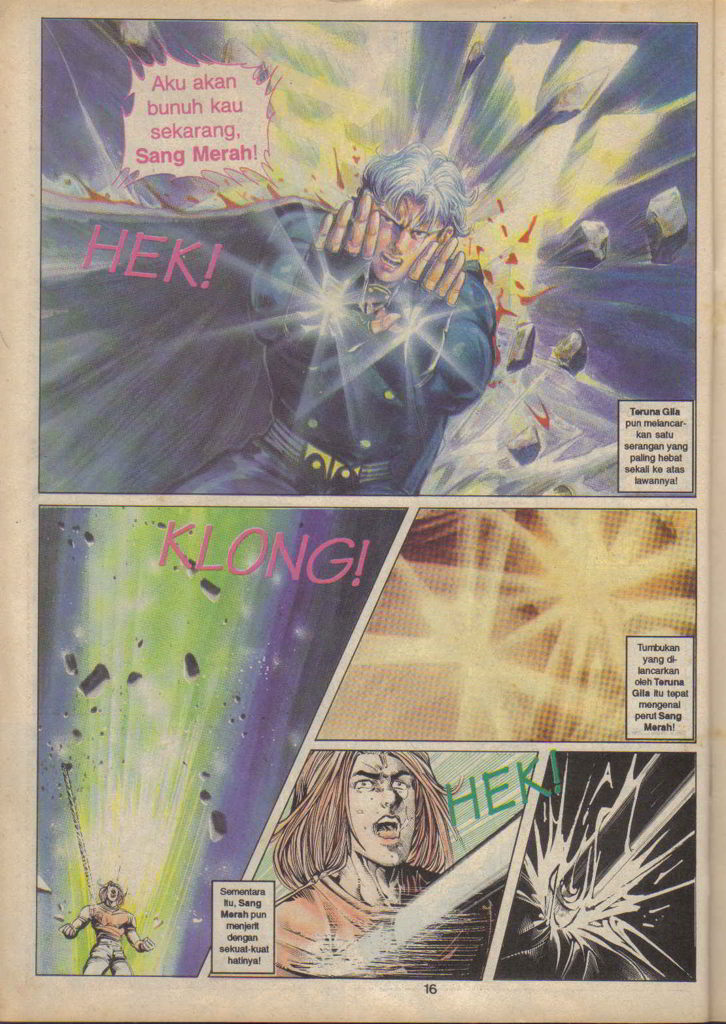 Aku akan
bunuh kau
sekarang,
Sang Merah!
HEK!
Teruna Gila
pun melancar-
kan satu
serangan yang
paling hebat
sekali ke atas
lawannya!
KLONG!
Tumbukan
yang di-
lancarkan
oleh Teruna
Gila itu tepat
mengenai
perut Sang
Merah!
HEK!
Sementara
itu, Sang
Merah pun
menjerit
dengan
sekuat-kuat
hatinya!
16